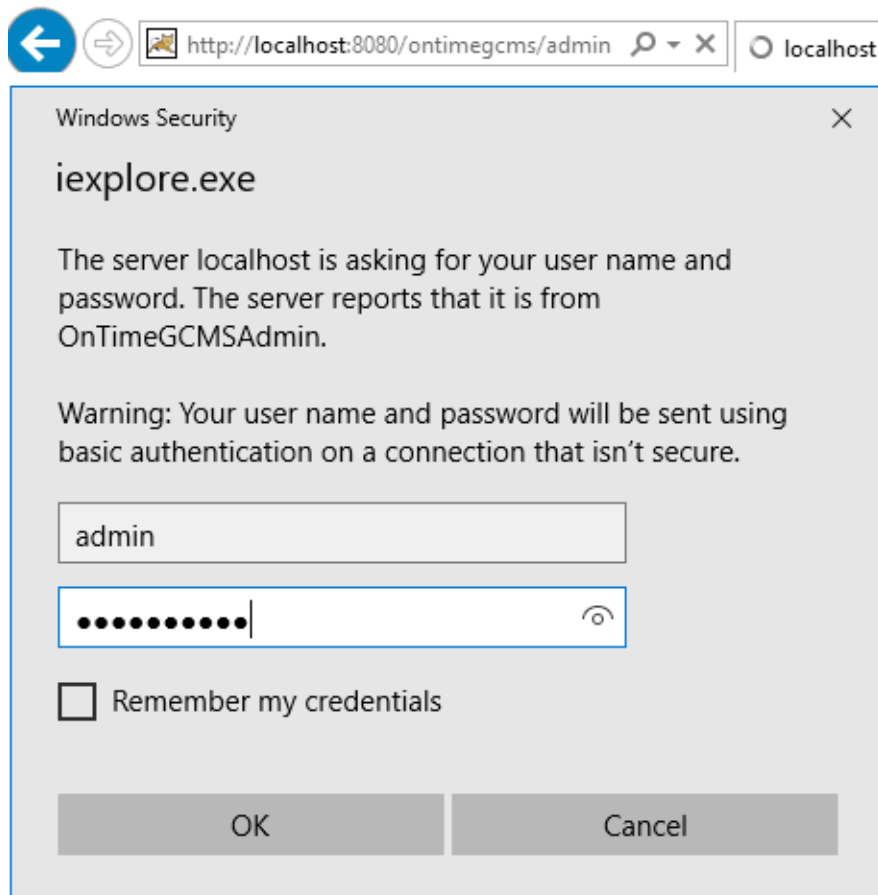 http://localhost:8080/ontimegcms/admin
localhost
Windows Security
iexplore.exe
The server localhost is asking for your user name and
password. The server reports that it is from
OnTimeGCMSAdmin.
Warning: Your user name and password will be sent using
basic authentication on a connection that isn’t secure.
admin
●●●●●●●●●●
Remember my credentials
OK
Cancel